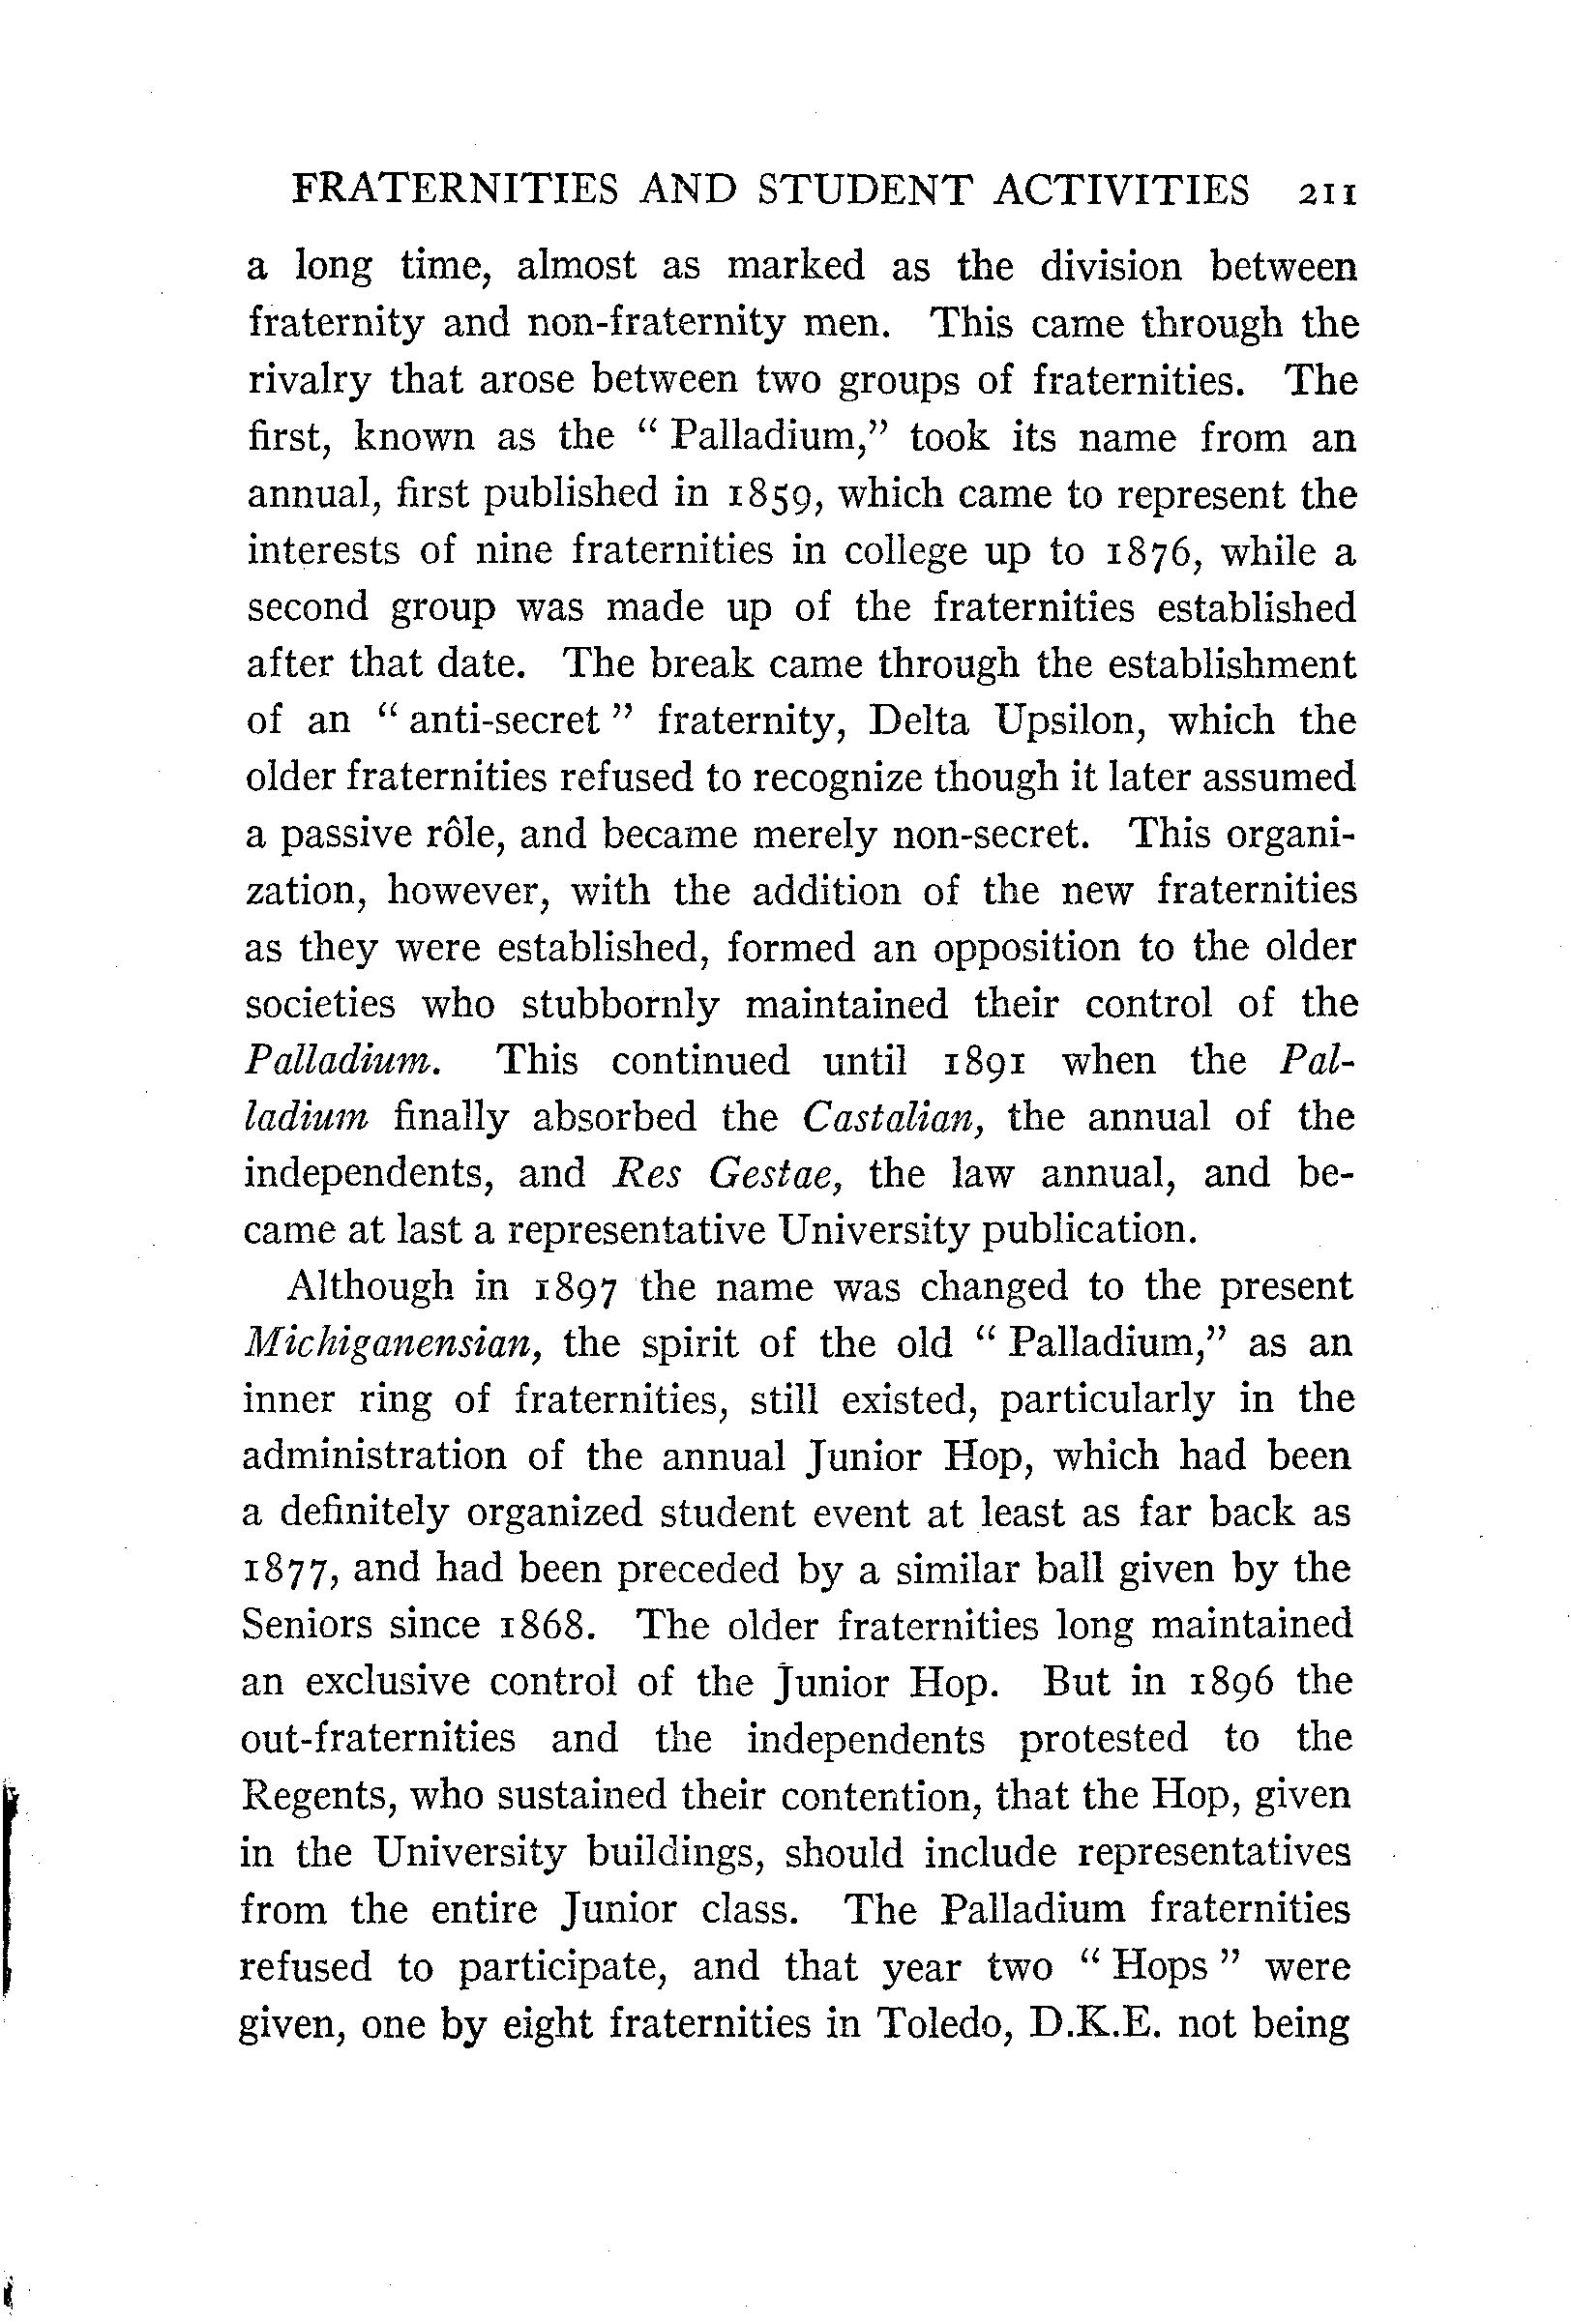 FRATERNITIES AND STUDENT ACTIVITIES 211
a long time, almost as marked as the division between
fraternity and non-fraternity men. This came through the
rivalry that arose between two groups of fraternities. The
first, known as the " Palladium," took its name from an
annual, first published in 1859, which came to represent the
interests of nine fraternities in college up to 1876, while a
second group was made up of the fraternities established
after that date. The break came through the establishment
of an " anti-secret " fraternity, Delta Upsilon, which the
older fraternities refused to recognize though it later assumed
a passive rôle, and became merely non-secret. This organi-
zation, however, with the addition of the new fraternities
as they were established, formed an opposition to the older
societies who stubbornly maintained their control of the
Palladium. This continued until 1891 when the Pal-
ladium finally absorbed the Castalian, the annual of the
independents, and Res Gestae, the law annual, and be-
came at last a representative University publication.
Although in 1897 the name was changed to the present
Michiganensian, the spirit of the old " Palladium," as an
inner ring of fraternities, still existed, particularly in the
administration of the annual Junior Hop, which had been
a definitely organized student event at least as far back as
1877, and had been preceded by a similar ball given by the
Seniors since 1868. The older fraternities long maintained
an exclusive control of the Junior Hop. But in 1896 the
out-fraternities and the independents protested to the
Regents, who sustained their contention, that the Hop, given
in the University buildings, should include representatives
from the entire Junior class. The Palladium fraternities
refused to participate, and that year two " Hops " were
given, one by eight fraternities in Toledo, D.K.E. not being